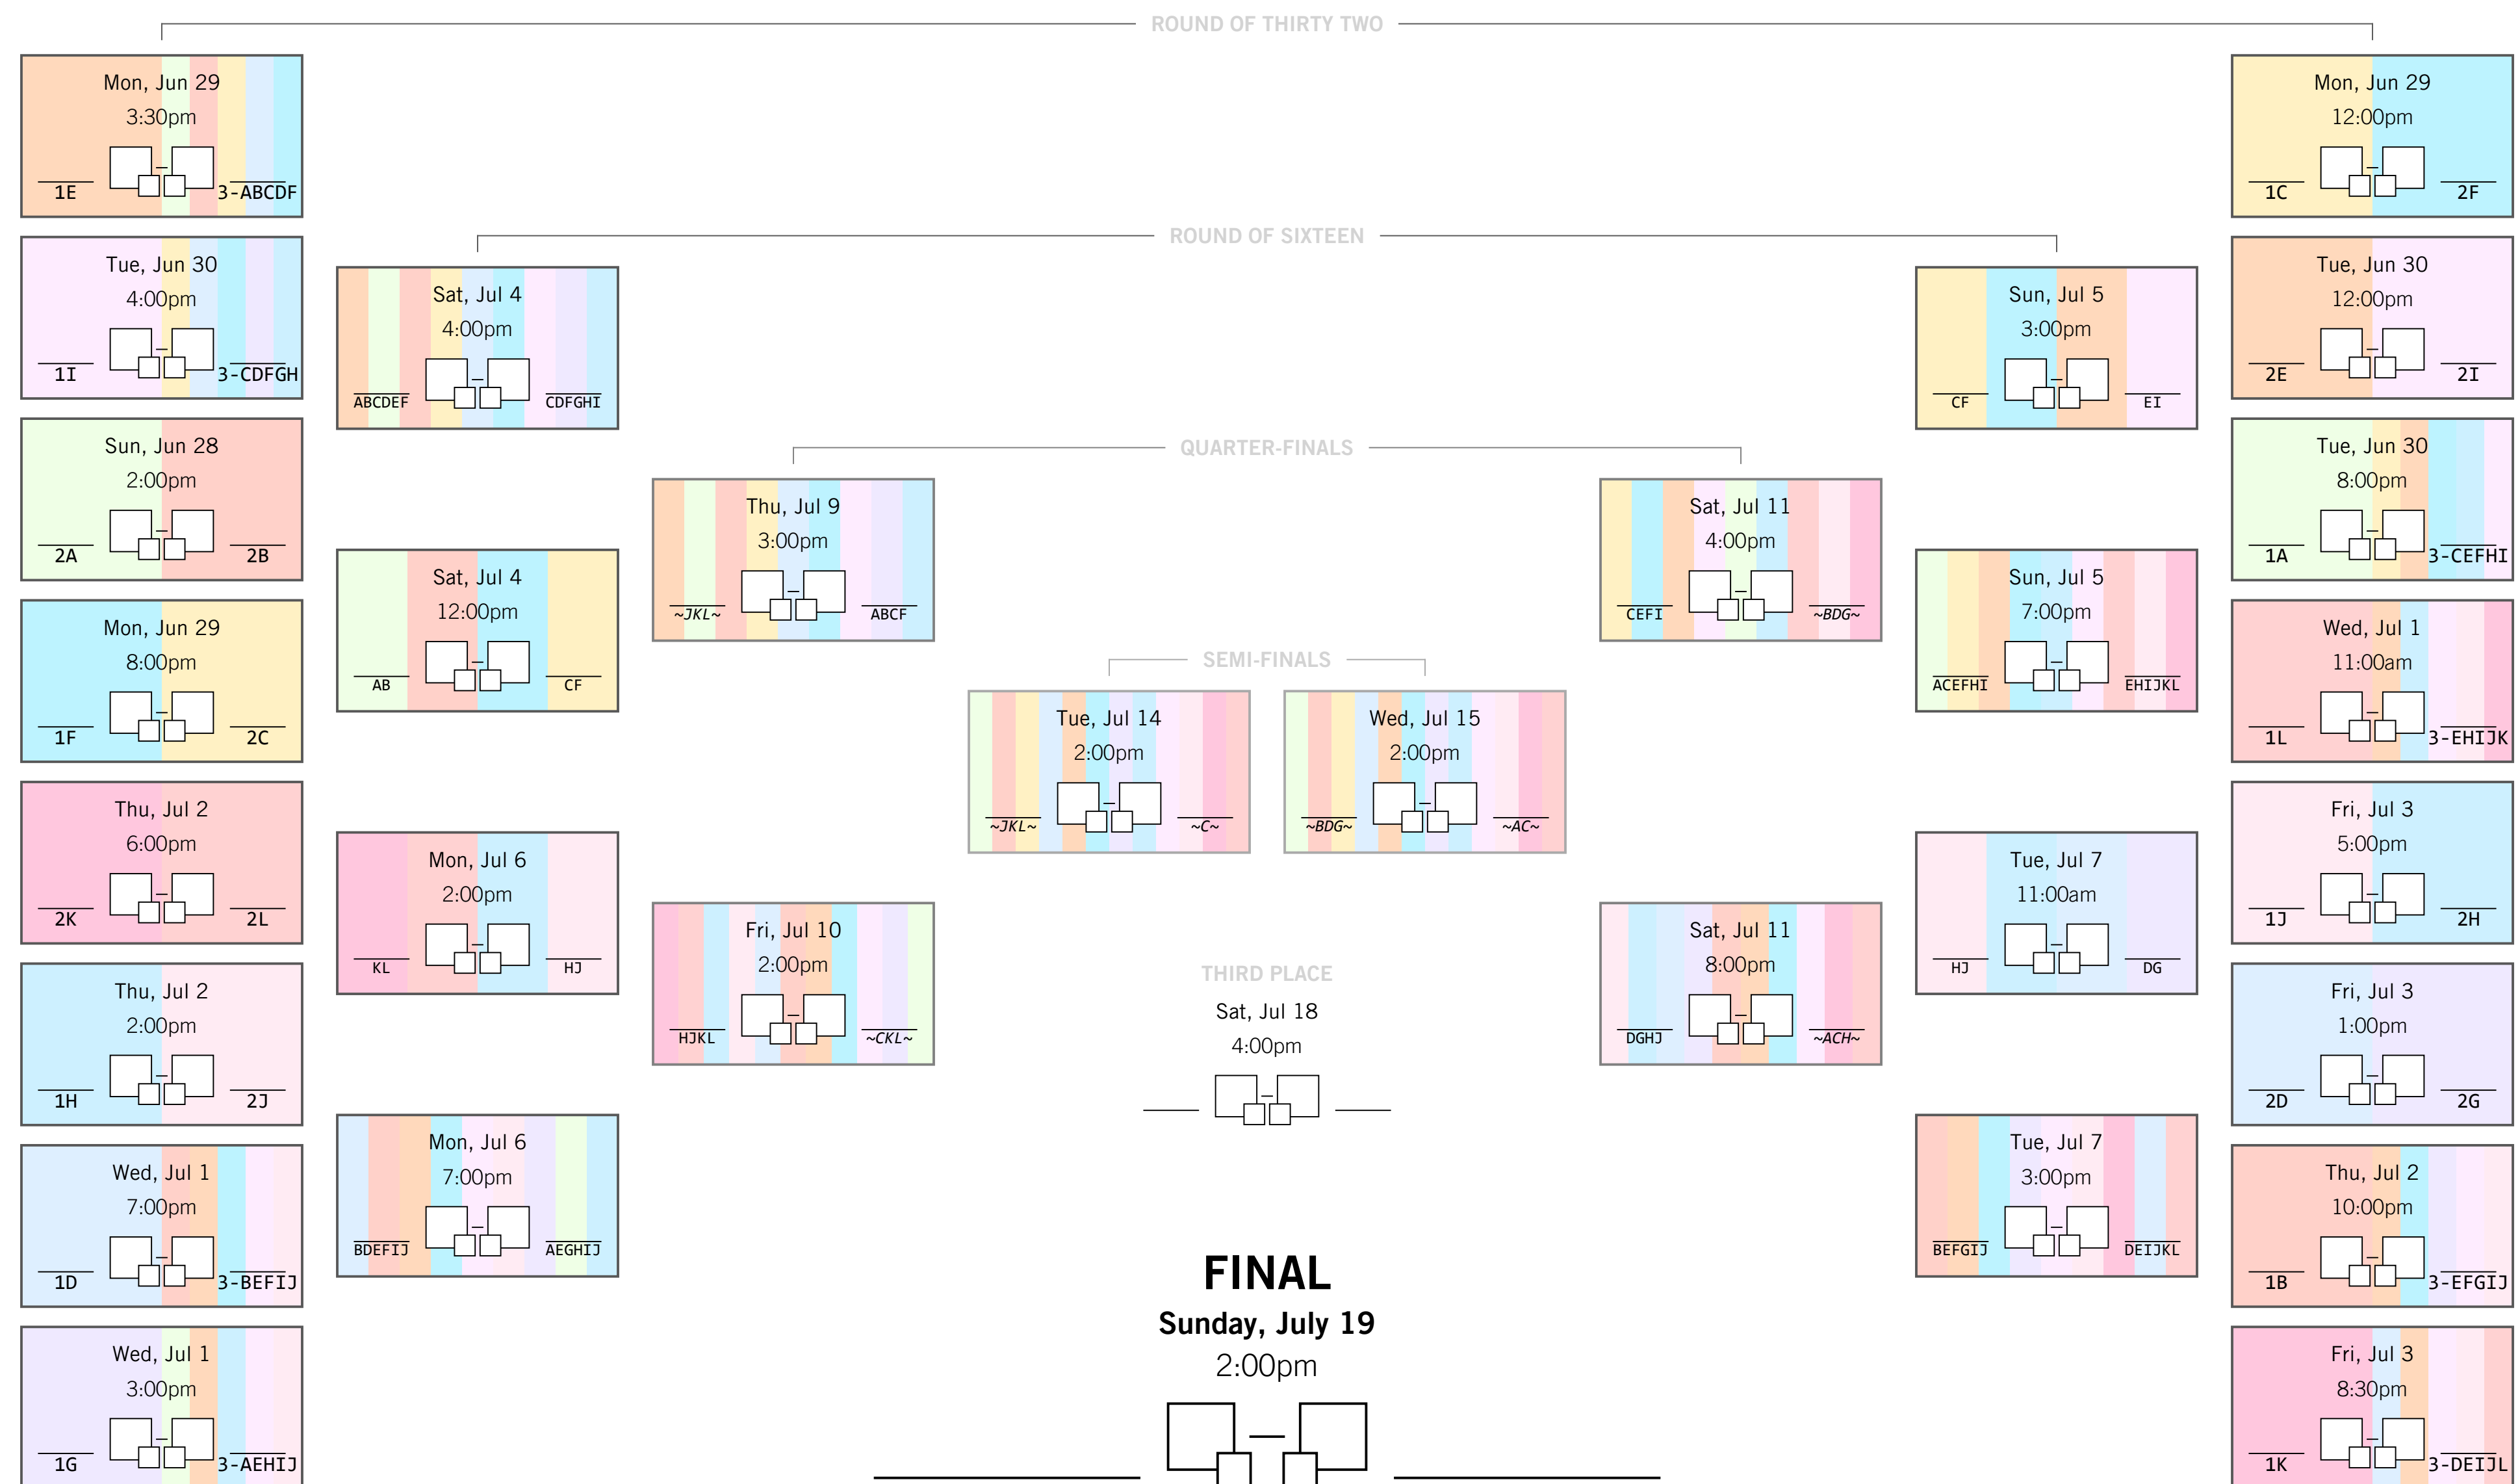 ROUND OF THIRTY TWO
Mon, Jun 29
3:30pm
1E – 3-ABCDF
Tue, Jun 30
4:00pm
1I – 3-CDFGH
Sun, Jun 28
2:00pm
2A – 2B
Mon, Jun 29
8:00pm
1F – 2C
Thu, Jul 2
6:00pm
2K – 2L
Thu, Jul 2
2:00pm
1H – 2J
Wed, Jul 1
7:00pm
1D – 3-BEFIJ
Wed, Jul 1
3:00pm
1G – 3-AEHIJ
ROUND OF SIXTEEN
Sat, Jul 4
4:00pm
ABCDEF – CDFGHI
Sat, Jul 4
12:00pm
AB – CF
Mon, Jul 6
2:00pm
KL – HJ
Mon, Jul 6
7:00pm
BDEFIJ – AEGHIJ
QUARTER-FINALS
Thu, Jul 9
3:00pm
~JKL~ – ABCF
Fri, Jul 10
2:00pm
HJKL – ~CKL~
SEMI-FINALS
Tue, Jul 14
2:00pm
~JKL~ – ~C~
Wed, Jul 15
2:00pm
~BDG~ – ~AC~
THIRD PLACE
Sat, Jul 18
4:00pm
–
FINAL
Sunday, July 19
2:00pm
–
Sat, Jul 11
4:00pm
CEFI – ~BDG~
Sat, Jul 11
8:00pm
DGHJ – ~ACH~
Sun, Jul 5
3:00pm
CF – EI
Sun, Jul 5
7:00pm
ACEFHI – EHIJKL
Tue, Jul 7
11:00am
HJ – DG
Tue, Jul 7
3:00pm
BEFGIJ – DEIJKL
Mon, Jun 29
12:00pm
1C – 2F
Tue, Jun 30
12:00pm
2E – 2I
Tue, Jun 30
8:00pm
1A – 3-CEFHI
Wed, Jul 1
11:00am
1L – 3-EHIJK
Fri, Jul 3
5:00pm
1J – 2H
Fri, Jul 3
1:00pm
2D – 2G
Thu, Jul 2
10:00pm
1B – 3-EFGIJ
Fri, Jul 3
8:30pm
1K – 3-DEIJL